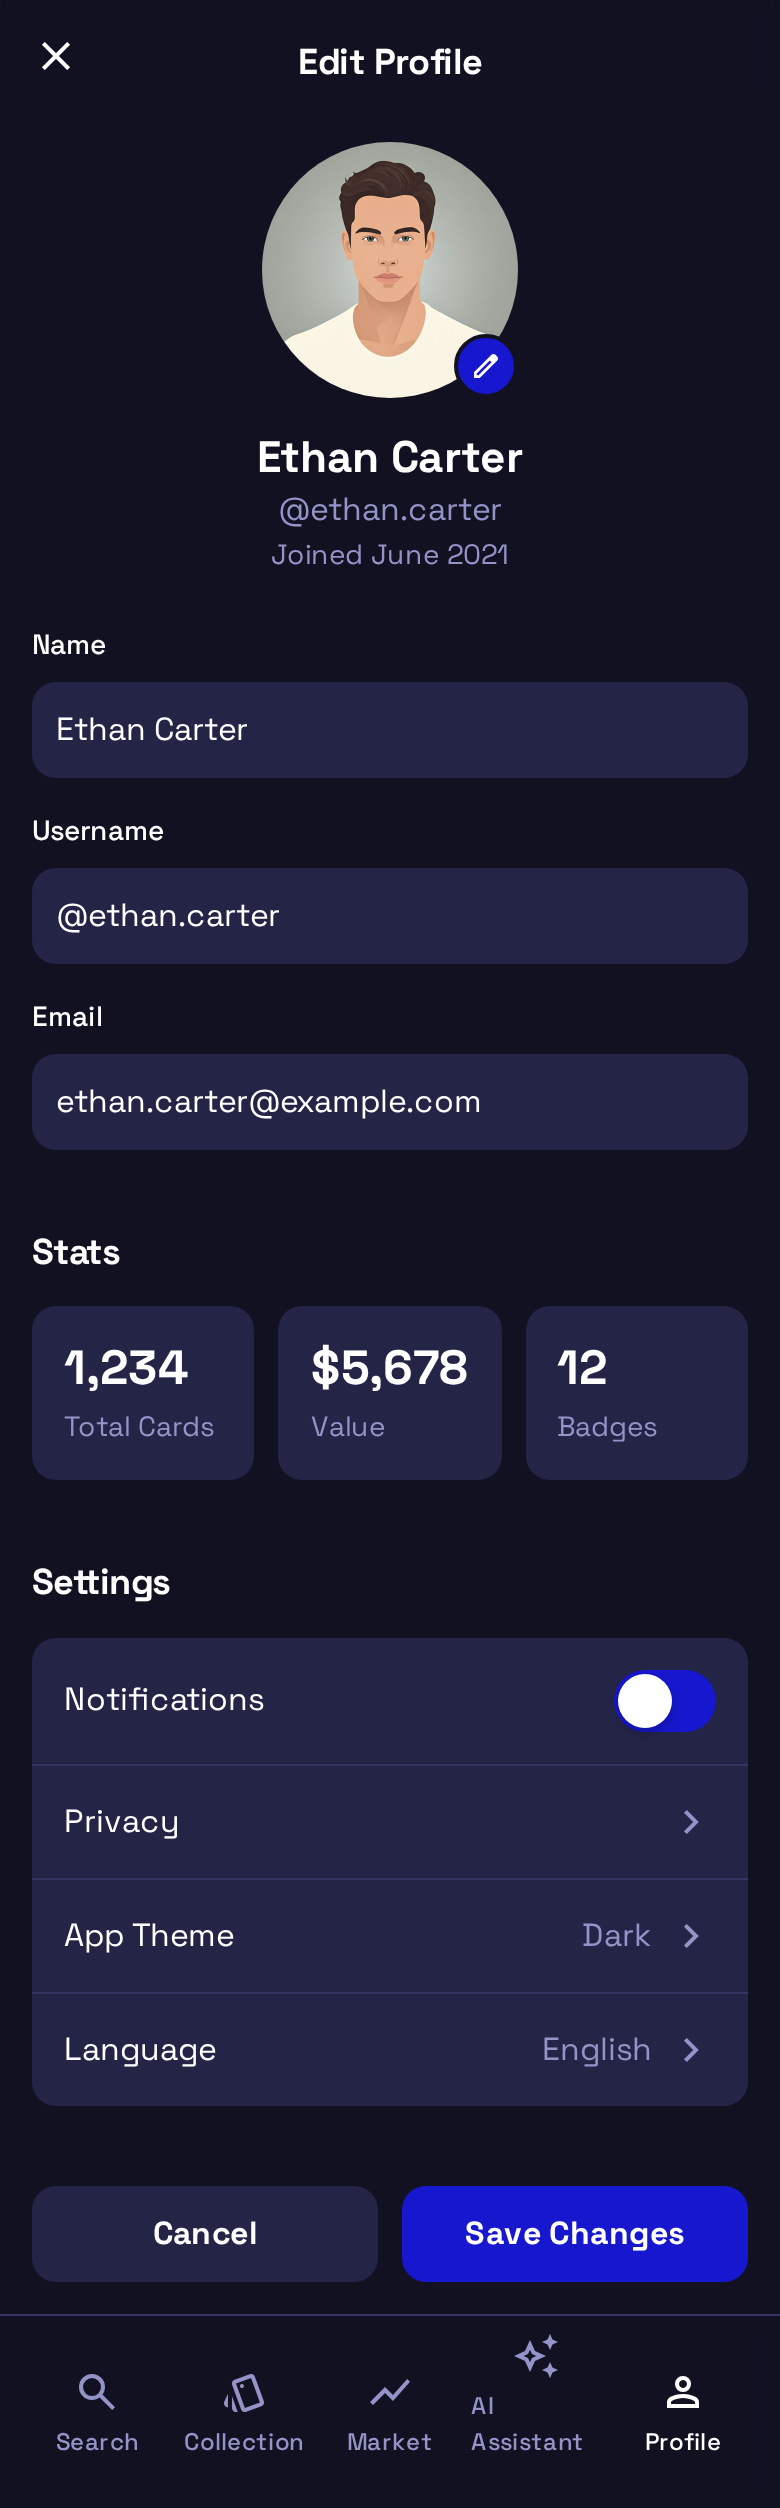 Edit Profile
Ethan Carter
@ethan.carter
Joined June 2021
Name
Ethan Carter
Username
@ethan.carter
Email
ethan.carter@example.com
Stats
1,234
Total Cards
$5,678
Value
12
Badges
Settings
Notifications
Privacy
App Theme
Dark
Language
English
Cancel
Save Changes
Search
Collection
Market
AI
Assistant
Profile